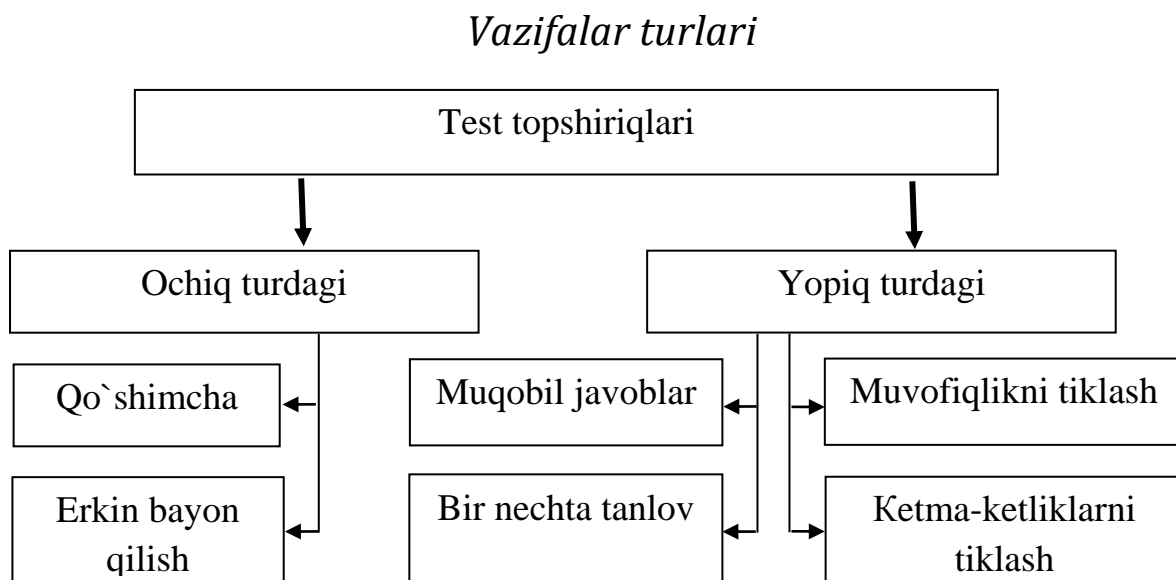 Vazifalar turlari
Test topshiriqlari
Ochiq turdagi
Yopiq turdagi
Qo`shimcha
Muqobil javoblar
Muvofiqlikni tiklash
Erkin bayon
qilish
Bir nechta tanlov
Ketma-ketliklarni
tiklash